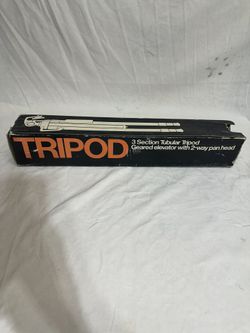 TRIPOD
3 Section Tubular Tripod
Geared elevator with 2-way pan head